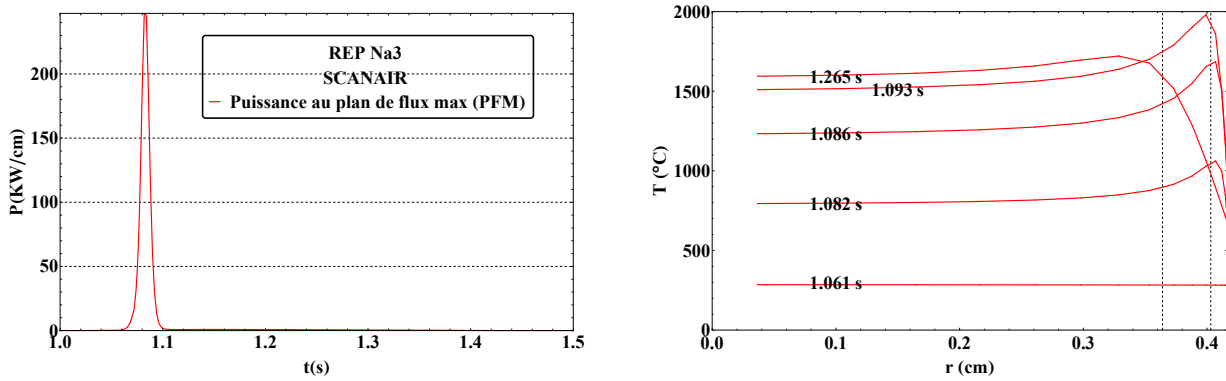 REP Na3
SCANAIR
Puissance au plan de flux max (PFM)
P(KW/cm)
200
150
100
50
0
1.0
1.1
1.2
1.3
1.4
1.5
t(s)
T (°C)
2000
1500
1000
500
0
1.265 s
1.093 s
1.086 s
1.082 s
1.061 s
0.0
0.1
0.2
0.3
0.4
r (cm)